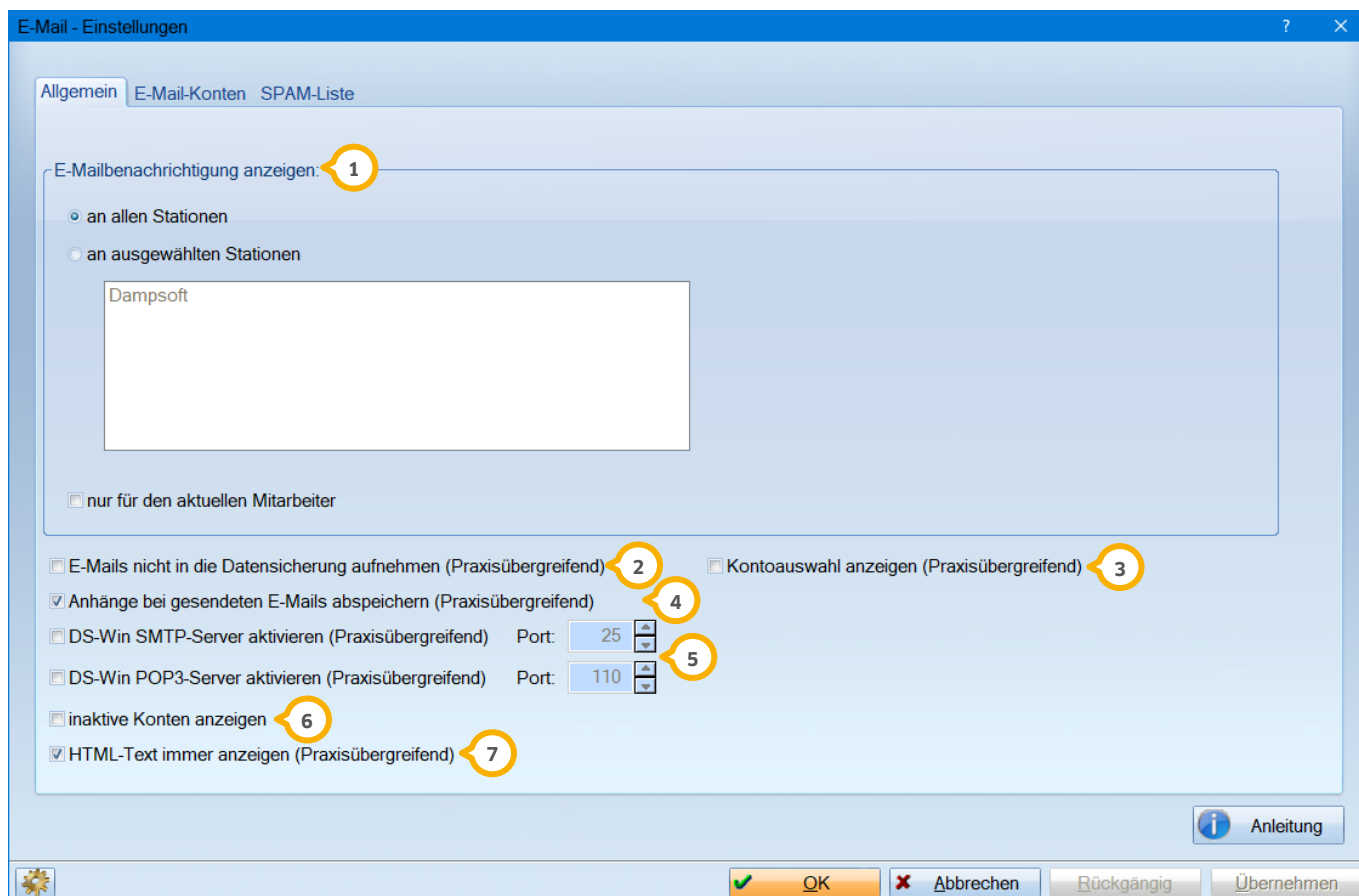 E-Mail - Einstellungen ?
Allgemein E-Mail-Konten SPAM-Liste
E-Mailbenachrichtigung anzeigen: 1
an allen Stationen
an ausgewählten Stationen
Dampsoft
nur für den aktuellen Mitarbeiter
E-Mails nicht in die Datensicherung aufnehmen (Praxisübergreifend) 2 Kontoauswahl anzeigen (Praxisübergreifend) 3
Anhänge bei gesendeten E-Mails abspeichern (Praxisübergreifend) 4
DS-Win SMTP-Server aktivieren (Praxisübergreifend) Port: 25
5
DS-Win POP3-Server aktivieren (Praxisübergreifend) Port: 110
inaktive Konten anzeigen 6
HTML-Text immer anzeigen (Praxisübergreifend) 7
i Anleitung
OK Abbrechen Rückgängig Übernehmen